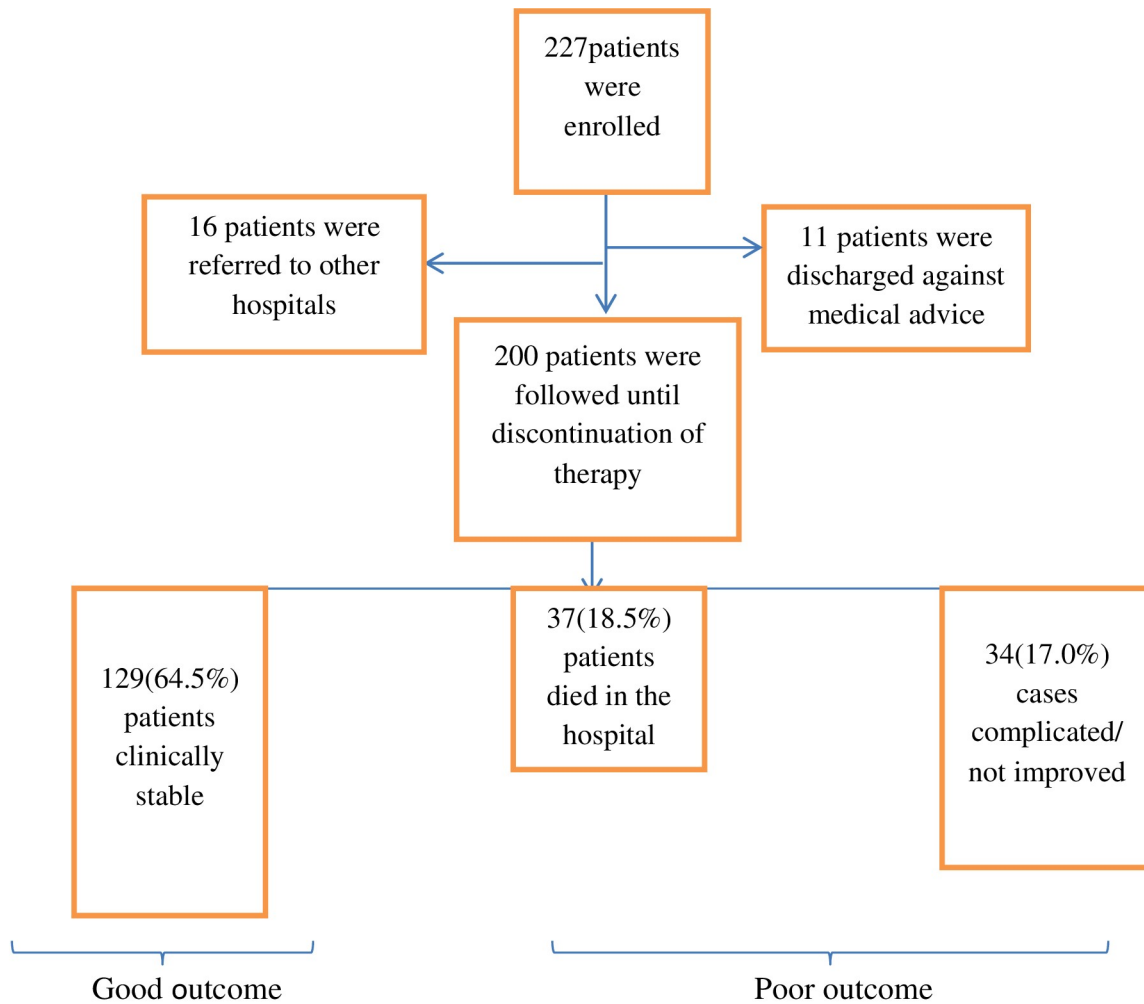 227patients
were
enrolled
16 patients were
referred to other
hospitals
11 patients were
discharged against
medical advice
200 patients were
followed until
discontinuation of
therapy
129(64.5%)
patients
clinically
stable
37(18.5%)
patients
died in the
hospital
34(17.0%)
cases
complicated/
not improved
Good outcome
Poor outcome